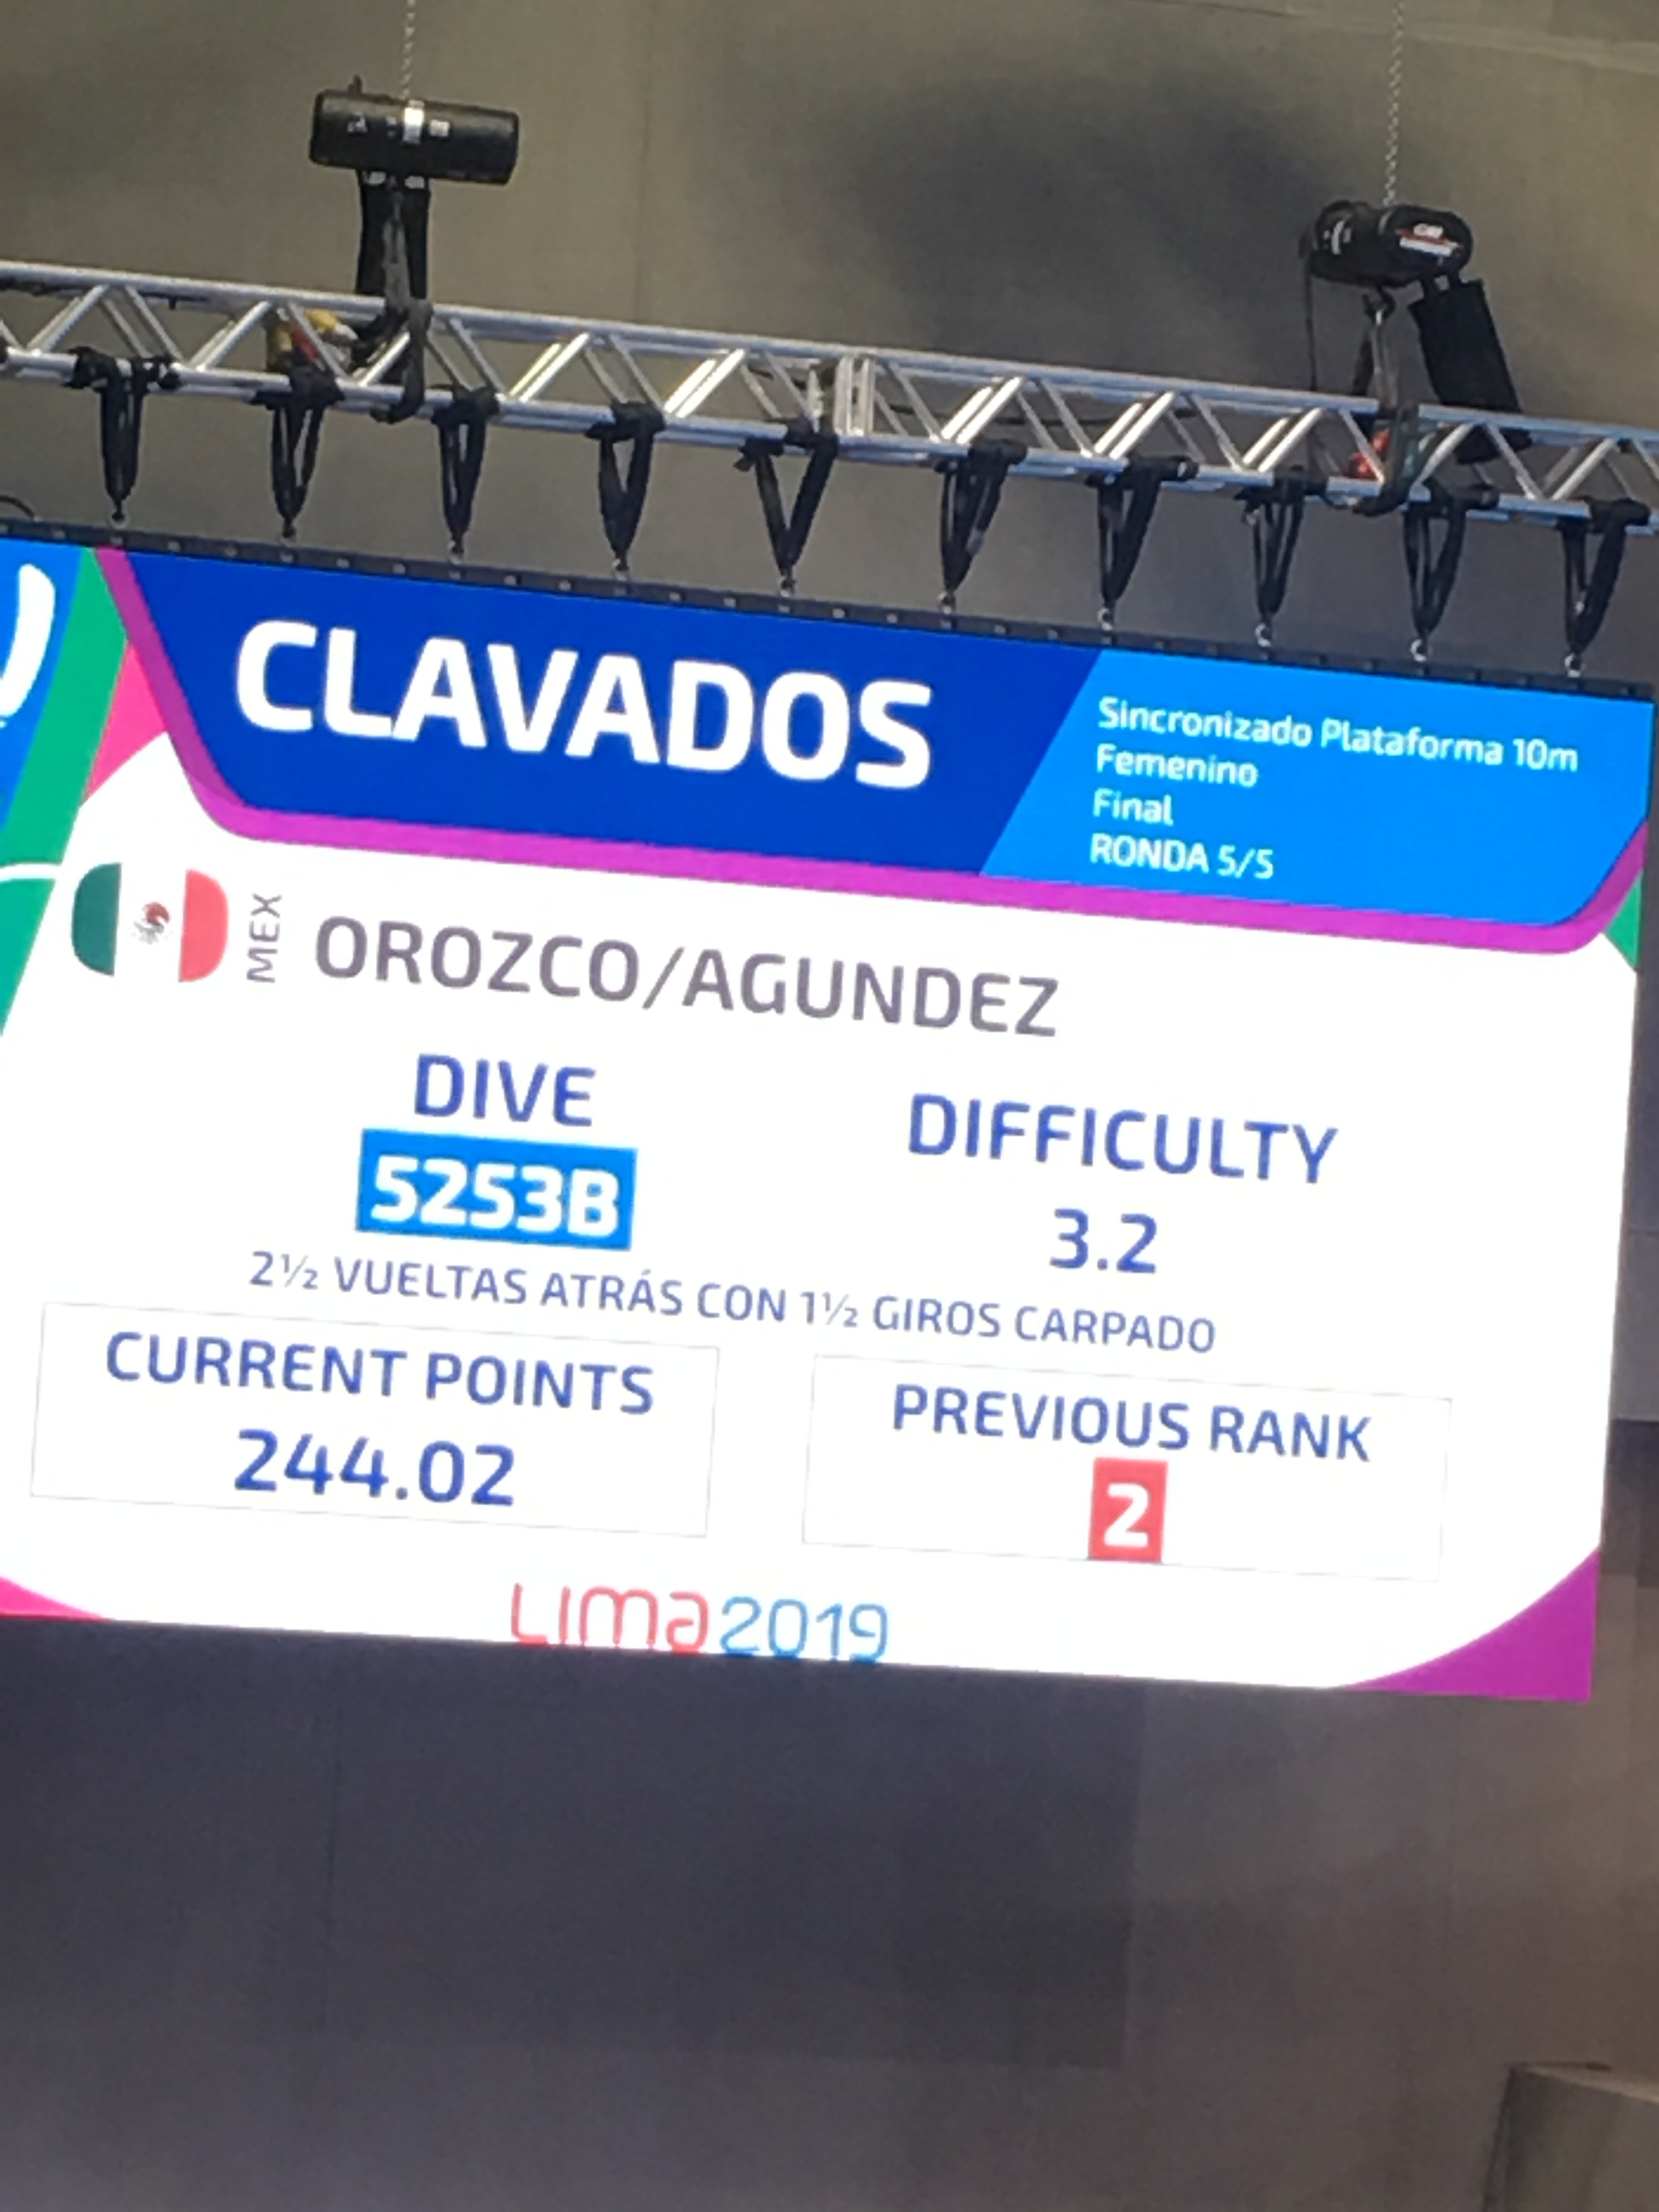 CLAVADOS
Sincronizado Plataforma 10m
Femenino
Final
RONDA 5/5
MEX
OROZCO/AGUNDEZ
DIVE
5253B
DIFFICULTY
3.2
2½ VUELTAS ATRÁS CON 1½ GIROS CARPADO
CURRENT POINTS
244.02
PREVIOUS RANK
2
Lima2019